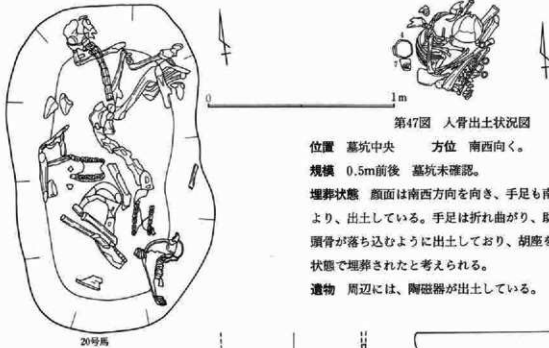 0
1m
4
第47図 人骨出土状況図
位置 墓坑中央 方位 南西向く。
規模 0.5m前後 墓坑未確認。
埋葬状態 顔面は南西方向を向き、手足も南
より、出土している。手足は折れ曲がり、
頭骨が落ち込むように出土しており、胡座を
状態で埋葬されたと考えられる。
遺物 周辺には、陶磁器が出土している。
20号馬